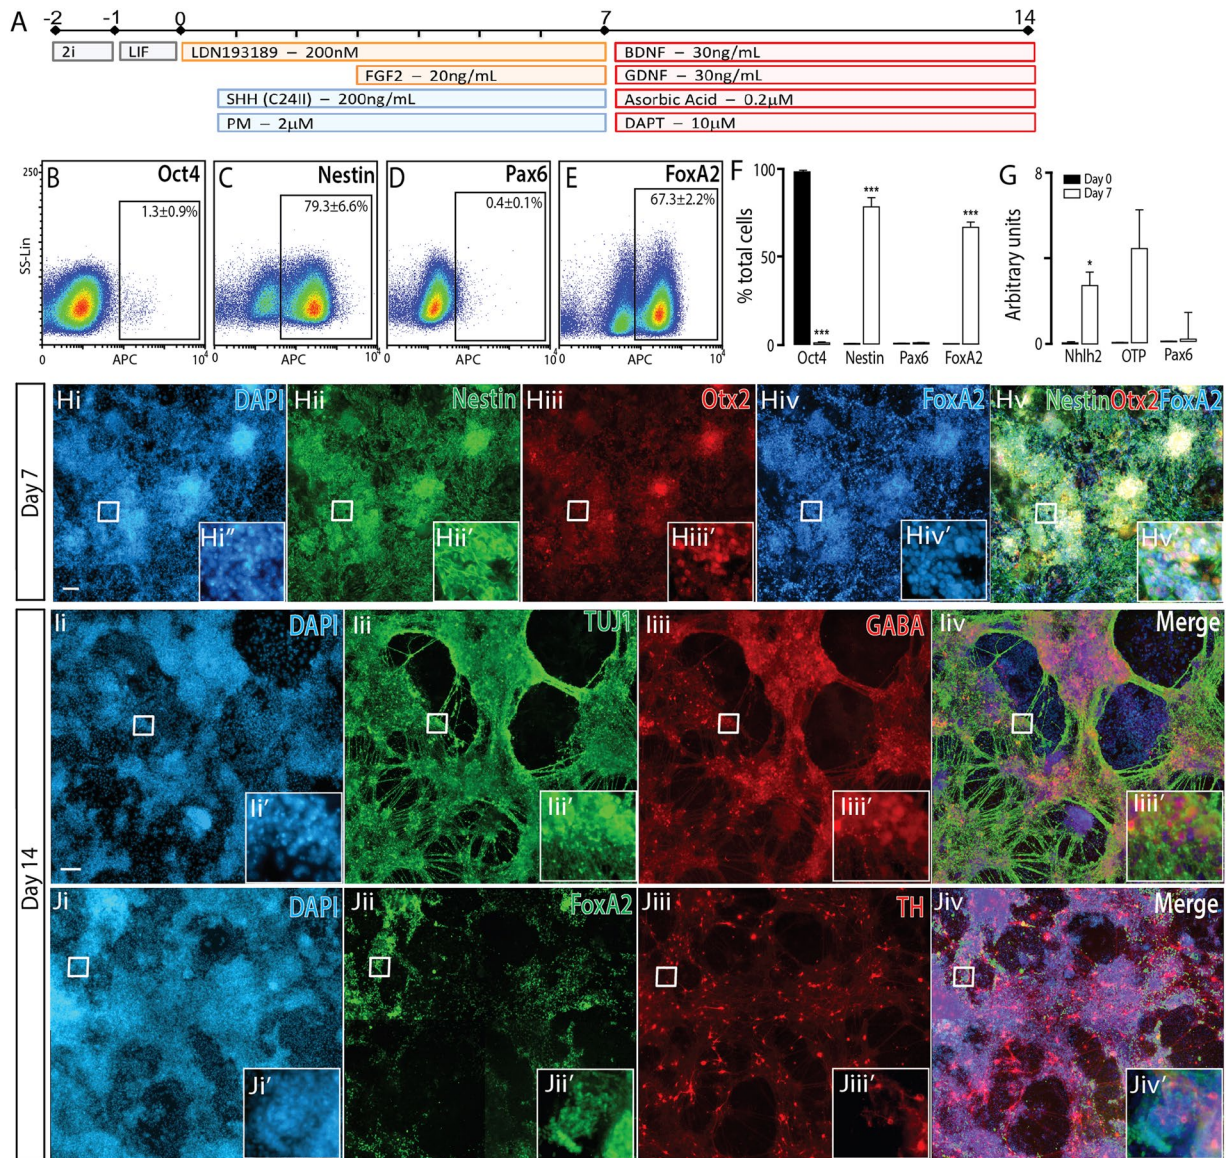 A
-2 -1 0 7 14
2i LIF LDN193189 – 200nM BDNF – 30ng/mL
FGF2 – 20ng/mL GDNF – 30ng/mL
SHH (C24II) – 200ng/mL Asorbic Acid – 0.2µM
PM – 2µM DAPT – 10µM
B Oct4
1.3±0.9%
250
SS-Lin
0 APC 10⁴
C Nestin
79.3±6.6%
0 APC 10⁴
D Pax6
0.4±0.1%
0 APC 10⁴
E FoxA2
67.3±2.2%
0 APC 10⁴
F
% total cells
100
50
0
*** *** ***
Oct4 Nestin Pax6 FoxA2
G
Day 0
Day 7
Arbitrary units
8
4
0
*
Nhlh2 OTP Pax6
Day 7
Hi DAPI
Hi″
Hii Nestin
Hii′
Hiii Otx2
Hiii′
Hiv FoxA2
Hiv′
Hv NestinOtx2FoxA2
Hv′
Day 14
Ii DAPI
Ii′
Iii TUJ1
Iii′
Iiii GABA
Iiii′
Iiv Merge
Iiii′
Ji DAPI
Ji′
Jii FoxA2
Jii′
Jiii TH
Jiii′
Jiv Merge
Jiv′